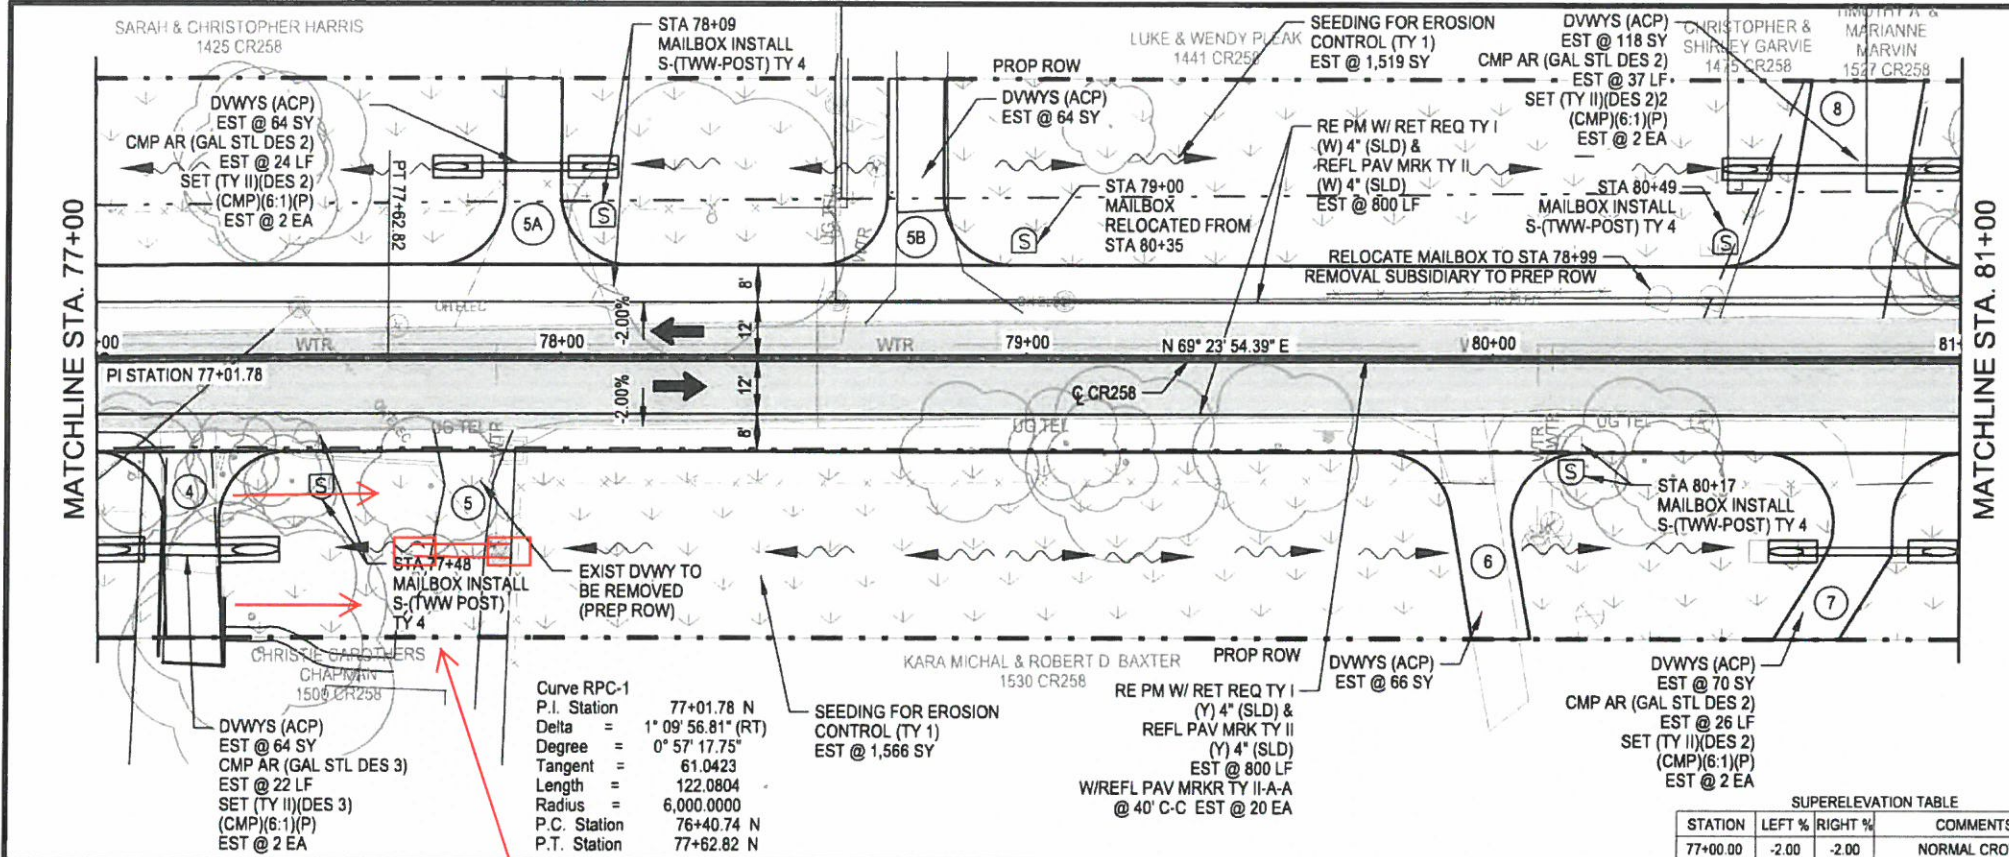 SARAH & CHRISTOPHER HARRIS
1425 CR258
STA 78+09
MAILBOX INSTALL
S-(TWW-POST) TY 4
LUKE & WENDY PLEAK
1441 CR258
SEEDING FOR EROSION
CONTROL (TY 1)
EST @ 1,519 SY
DVWYS (ACP)
EST @ 118 SY
CMP AR (GAL STL DES 2)
EST @ 37 LF
SET (TY II)(DES 2)2
(CMP)(6:1)(P)
EST @ 2 EA
CHRISTOPHER &
SHIRLEY GARVIE
1475 CR258
TIMOTHY A &
MARIANNE
MARVIN
1527 CR258
DVWYS (ACP)
EST @ 64 SY
CMP AR (GAL STL DES 2)
EST @ 24 LF
SET (TY II)(DES 2)
(CMP)(6:1)(P)
EST @ 2 EA
PT 77+62.82
PROP ROW
DVWYS (ACP)
EST @ 64 SY
RE PM W/ RET REQ TY I
(W) 4" (SLD) &
REFL PAV MRK TY II
(W) 4" (SLD)
EST @ 800 LF
STA 79+00
MAILBOX
RELOCATED FROM
STA 80+35
STA 80+49
MAILBOX INSTALL
S-(TWW-POST) TY 4
RELOCATE MAILBOX TO STA 78+99
REMOVAL SUBSIDIARY TO PREP ROW
5A
S
5B
S
S
8
UG TEL
WTR
MATCHLINE STA. 77+00
MATCHLINE STA. 81+00
OH ELEC
8'
12'
-2.00%
+00
WTR
78+00
WTR
79+00
N 69° 23' 54.39" E
80+00
81+
PI STATION 77+01.78
-2.00%
12'
8'
CR258
UG TEL
WTR
UG TEL
WTR
WTR
UG TEL
4
S
5
S
6
7
STA 77+48
MAILBOX INSTALL
S-(TWW POST)
TY 4
EXIST DVWY TO
BE REMOVED
(PREP ROW)
STA 80+17
MAILBOX INSTALL
S-(TWW-POST) TY 4
CHRISTIE CAROTHERS
CHAPMAN
1500 CR258
KARA MICHAL & ROBERT D BAXTER
1530 CR258
PROP ROW
DVWYS (ACP)
EST @ 66 SY
DVWYS (ACP)
EST @ 70 SY
CMP AR (GAL STL DES 2)
EST @ 26 LF
SET (TY II)(DES 2)
(CMP)(6:1)(P)
EST @ 2 EA
DVWYS (ACP)
EST @ 64 SY
CMP AR (GAL STL DES 3)
EST @ 22 LF
SET (TY II)(DES 3)
(CMP)(6:1)(P)
EST @ 2 EA
Curve RPC-1
P.I. Station 77+01.78 N
Delta = 1° 09' 56.81" (RT)
Degree = 0° 57' 17.75"
Tangent = 61.0423
Length = 122.0804
Radius = 6,000.0000
P.C. Station 76+40.74 N
P.T. Station 77+62.82 N
SEEDING FOR EROSION
CONTROL (TY 1)
EST @ 1,566 SY
RE PM W/ RET REQ TY I
(Y) 4" (SLD) &
REFL PAV MRK TY II
(Y) 4" (SLD)
EST @ 800 LF
W/REFL PAV MRKR TY II-A-A
@ 40' C-C EST @ 20 EA
SUPERELEVATION TABLE
STATION LEFT % RIGHT % COMMENTS
77+00.00 -2.00 -2.00 NORMAL CRO